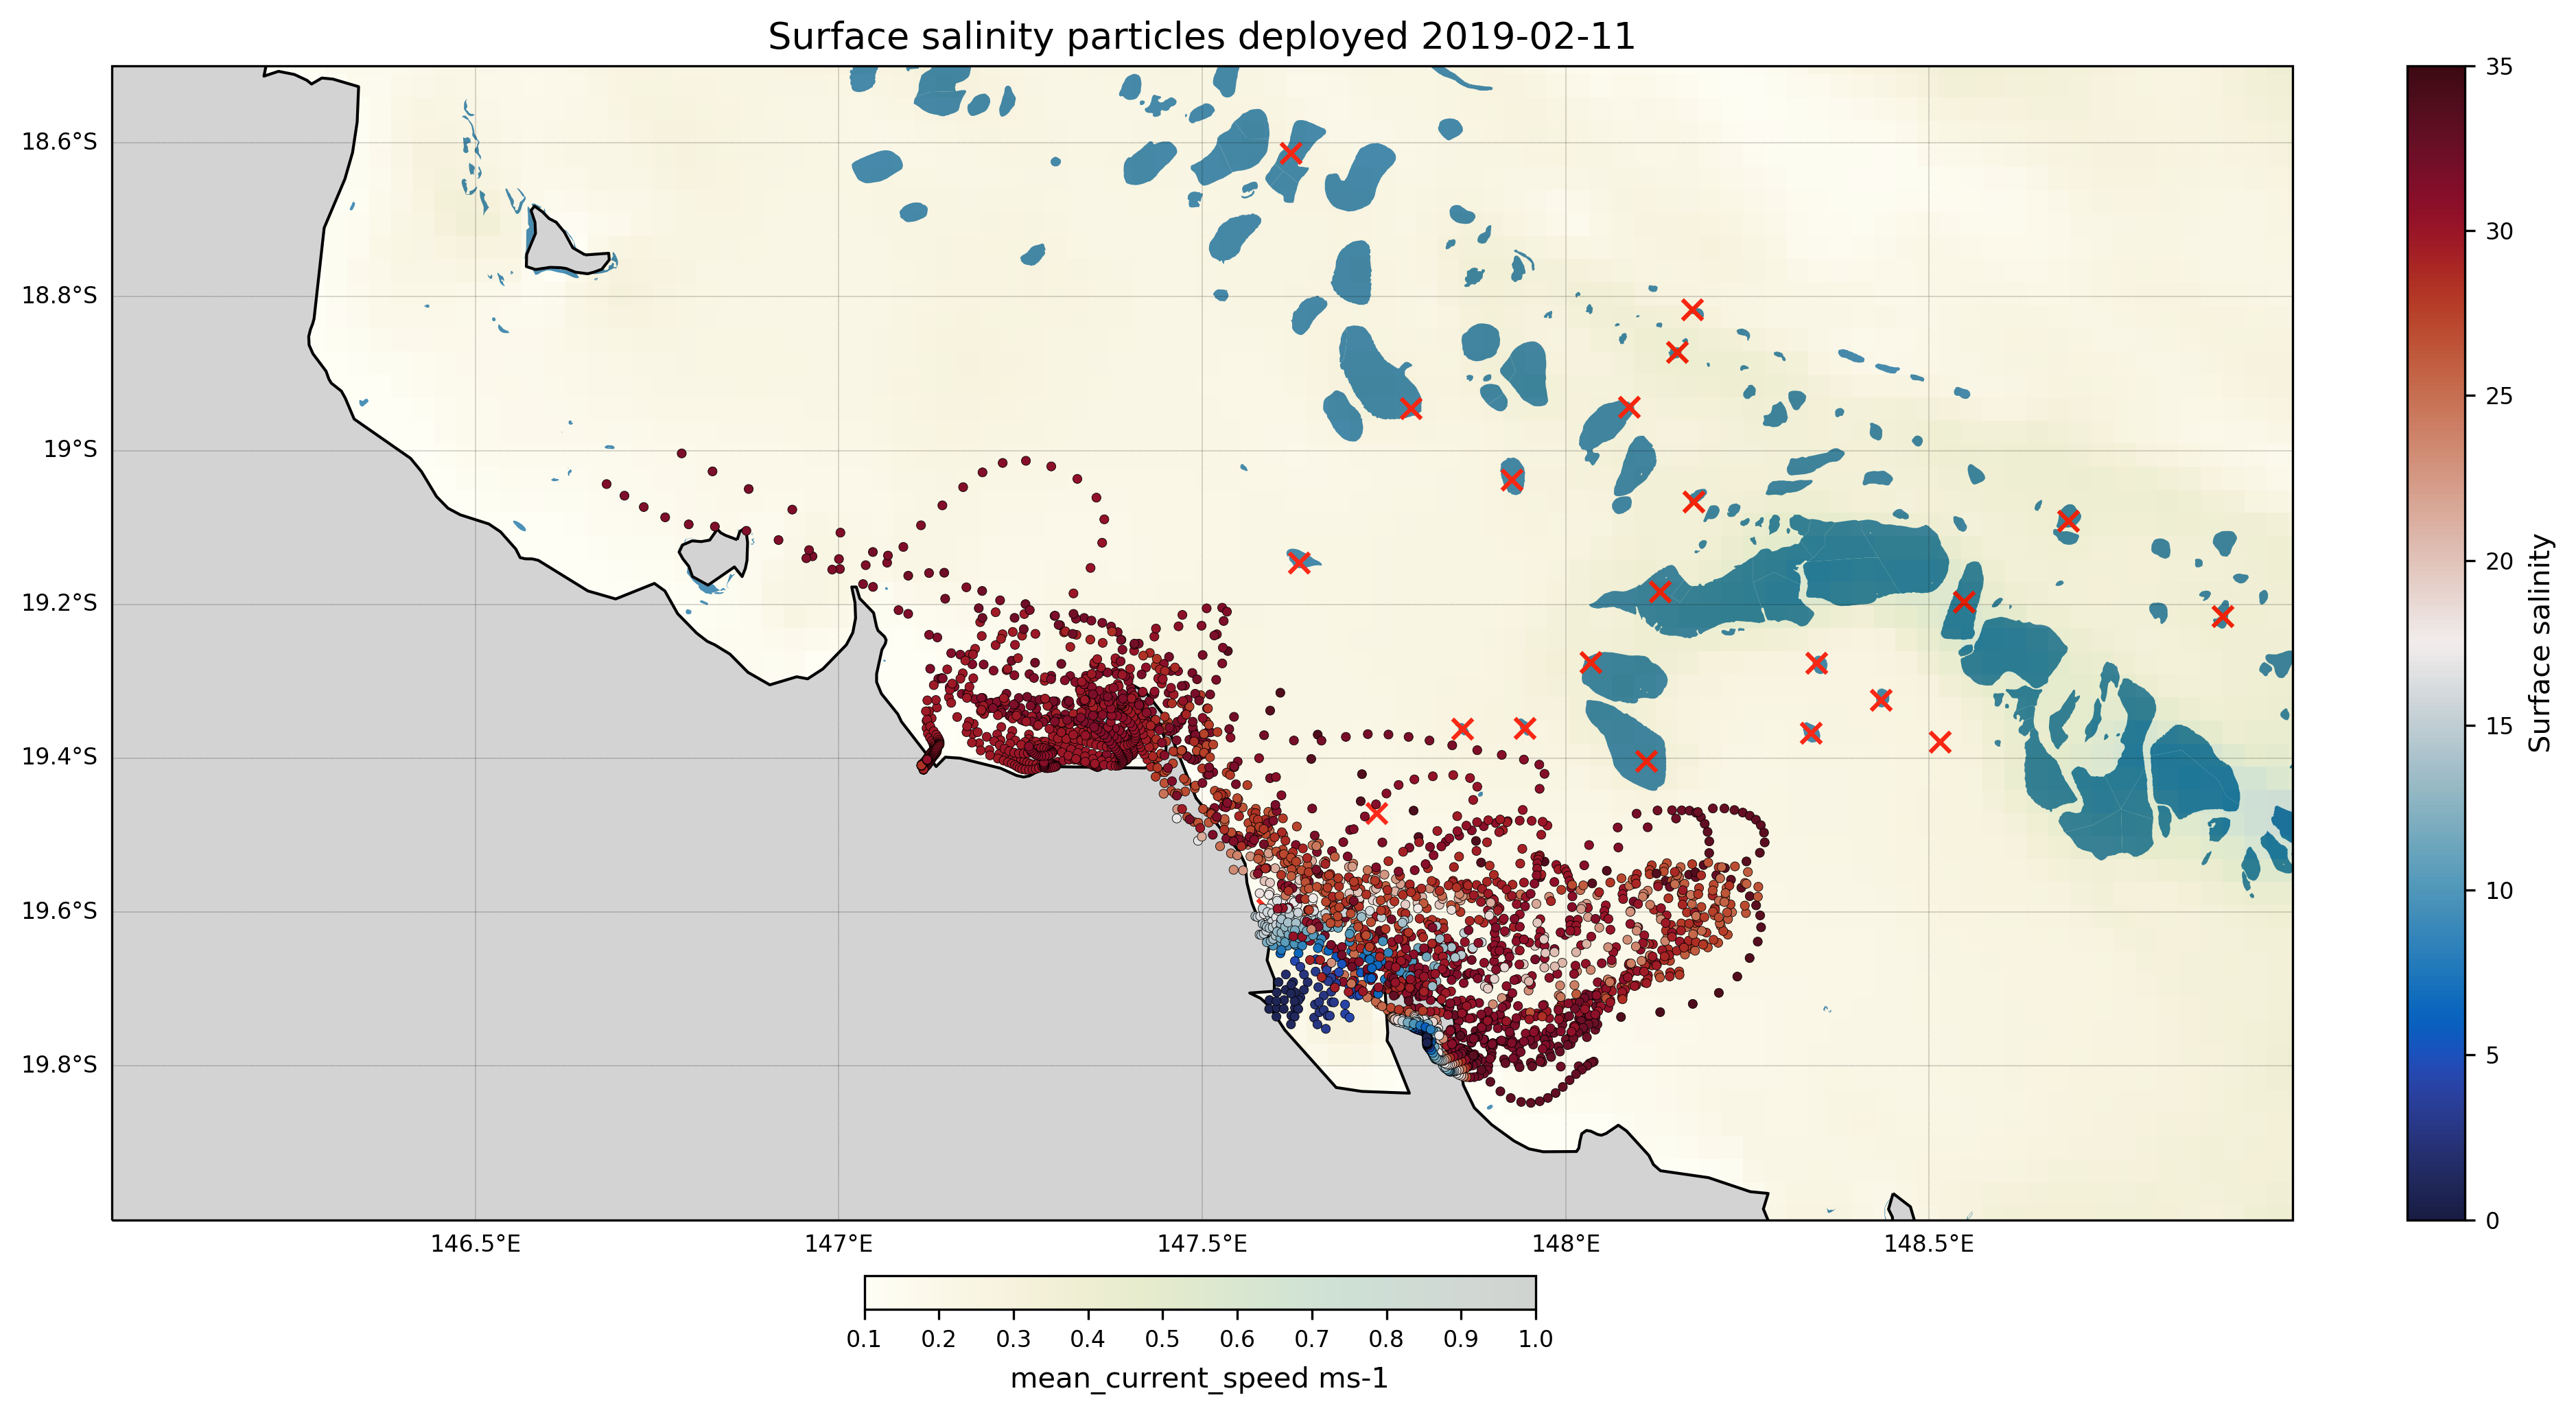 Surface salinity particles deployed 2019-02-11
18.6°S
18.8°S
19°S
19.2°S
19.4°S
19.6°S
19.8°S
146.5°E 147°E 147.5°E 148°E 148.5°E
35
30
25
20
15
10
5
0
Surface salinity
0.1 0.2 0.3 0.4 0.5 0.6 0.7 0.8 0.9 1.0
mean_current_speed ms-1